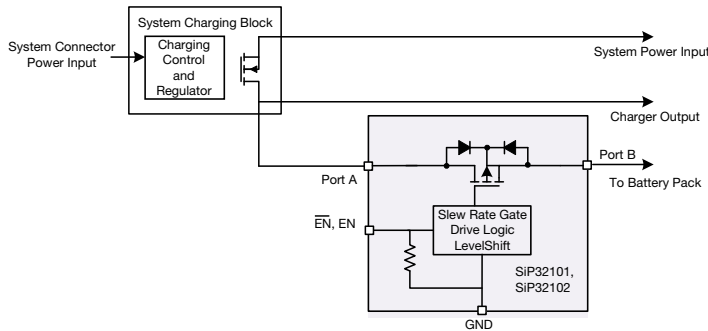 System Charging Block
System Connector
Power Input
Charging
Control
and
Regulator
System Power Input
Charger Output
Port A
Port B
To Battery Pack
EN, EN
Slew Rate Gate
Drive Logic
LevelShift
SiP32101,
SiP32102
GND